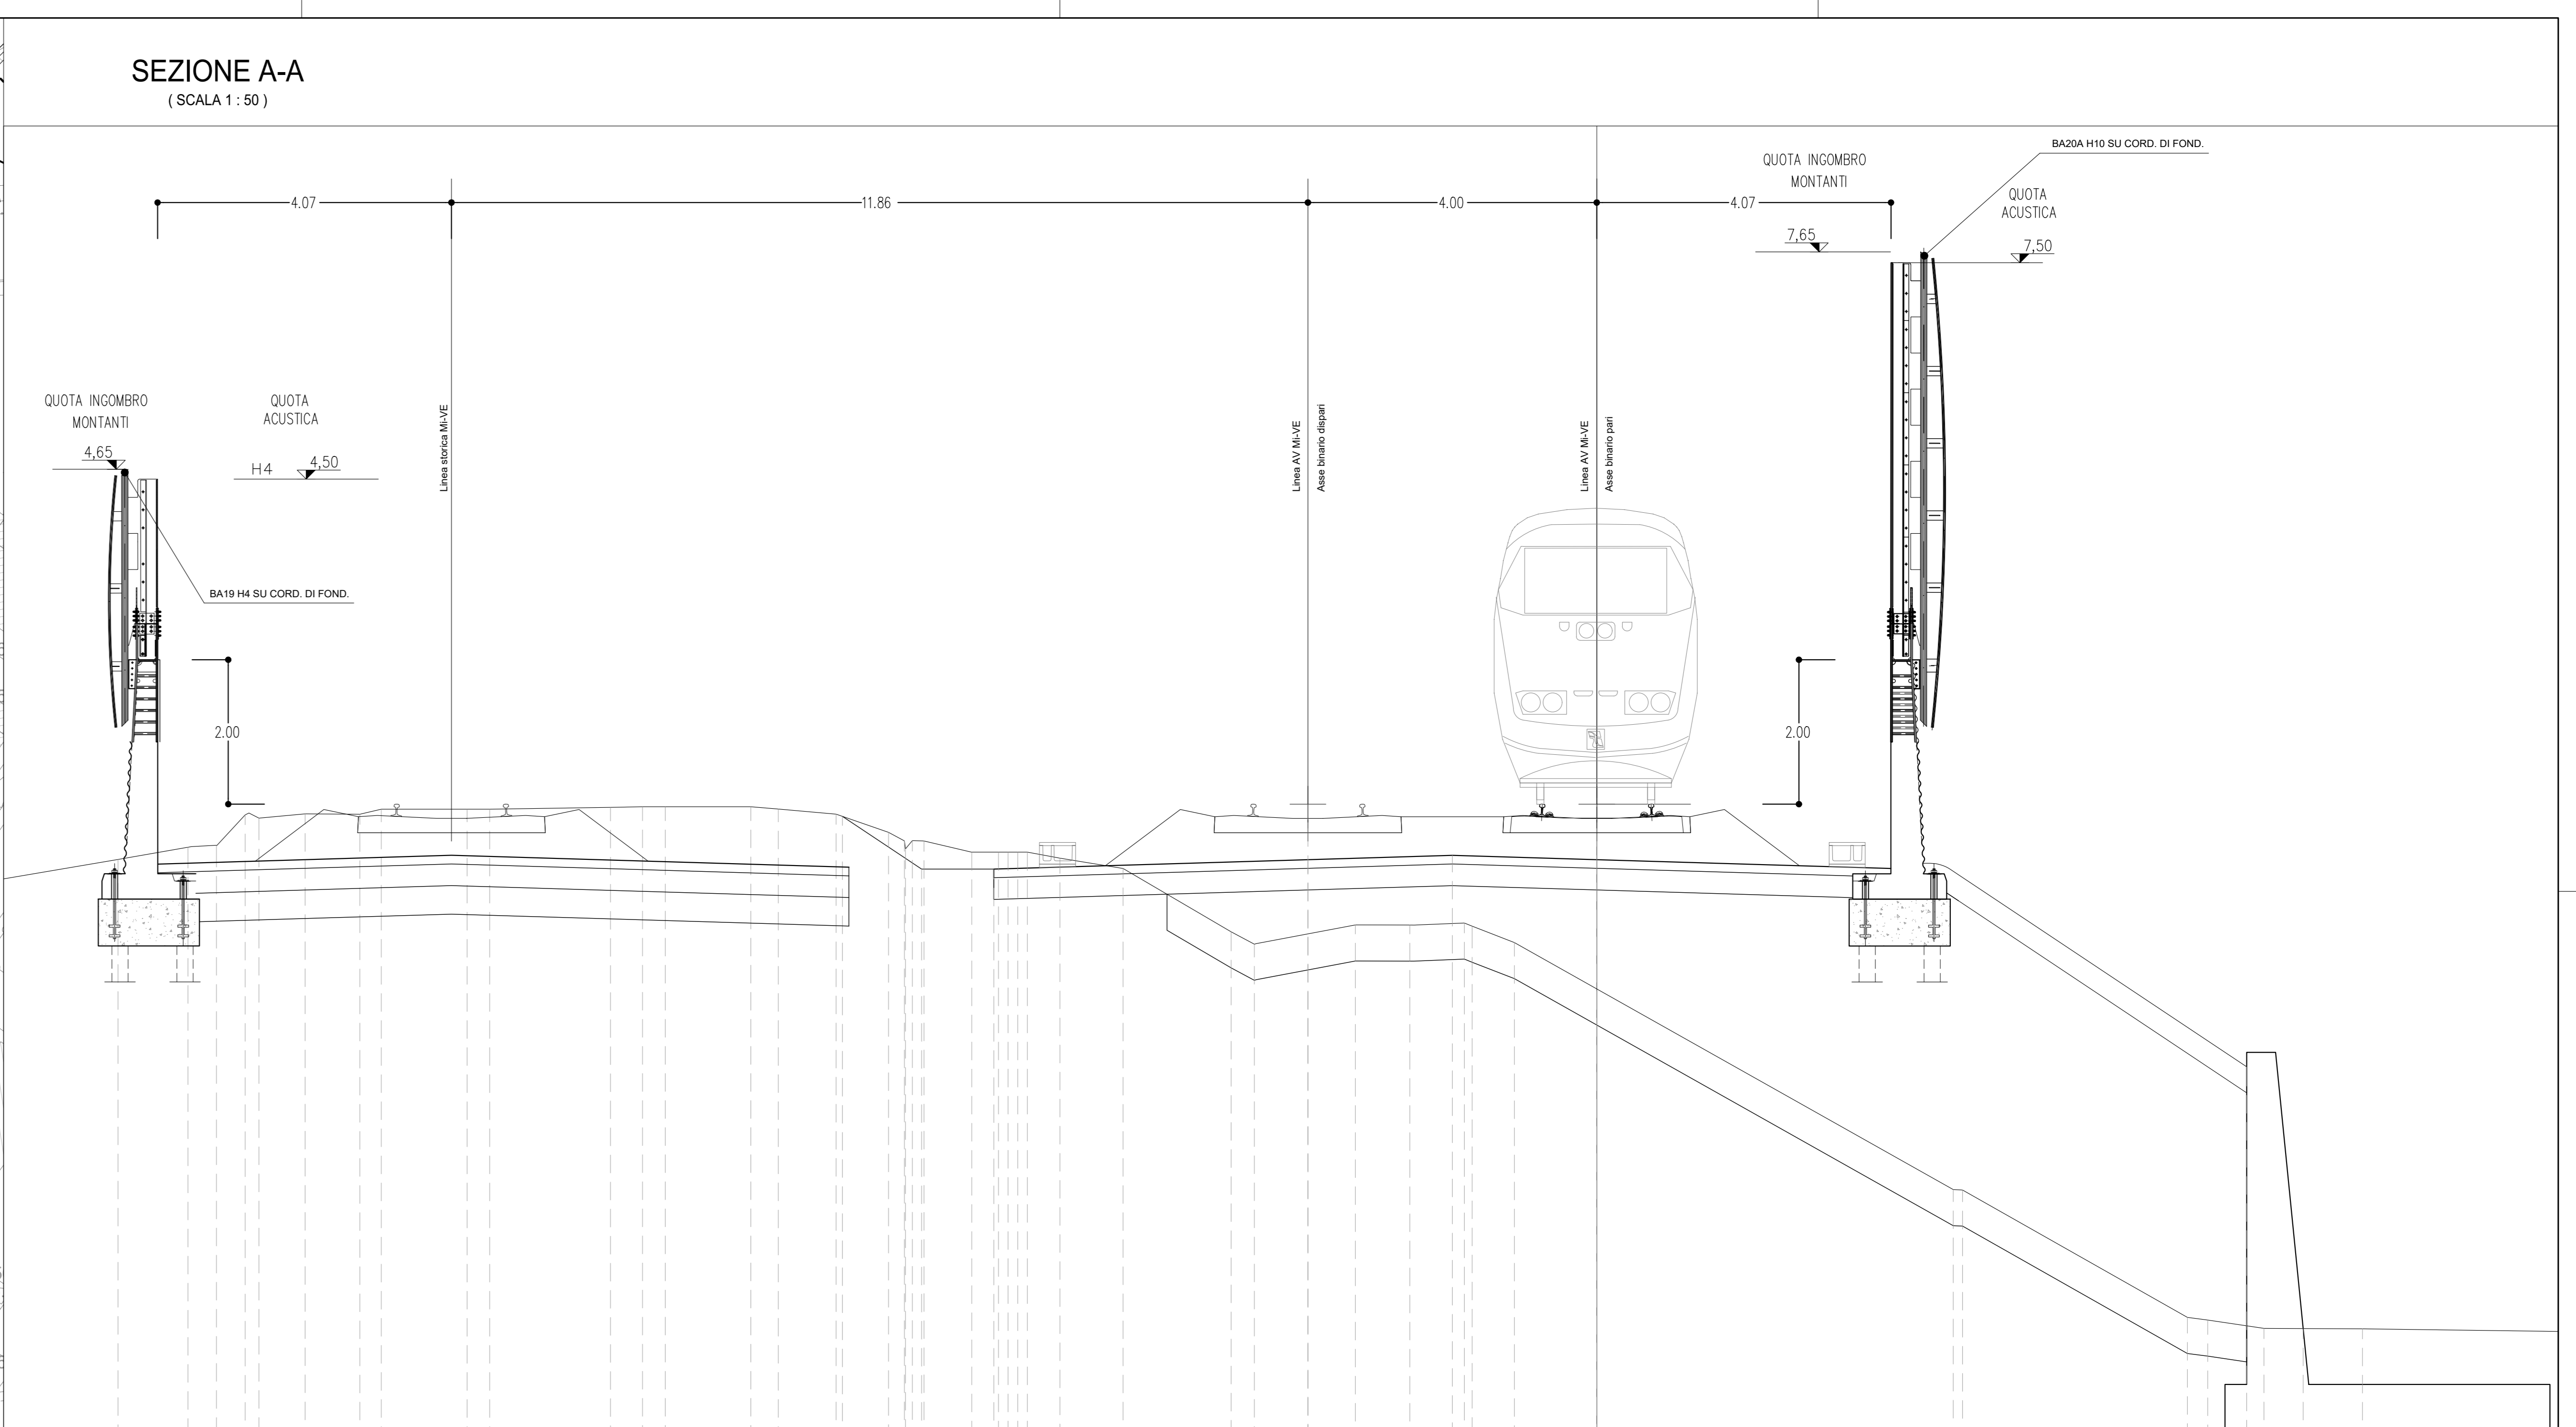 SEZIONE A-A
( SCALA 1 : 50 )
BA20A H10 SU CORD. DI FOND.
QUOTA INGOMBRO
MONTANTI
QUOTA
ACUSTICA
4.07
11.86
4.00
4.07
7,65
7,50
QUOTA INGOMBRO
MONTANTI
QUOTA
ACUSTICA
4,65
H4
4,50
Linea storica Mi-VE
Linea AV Mi-VE
Asse binario dispari
Linea AV Mi-VE
Asse binario pari
BA19 H4 SU CORD. DI FOND.
2.00
2.00